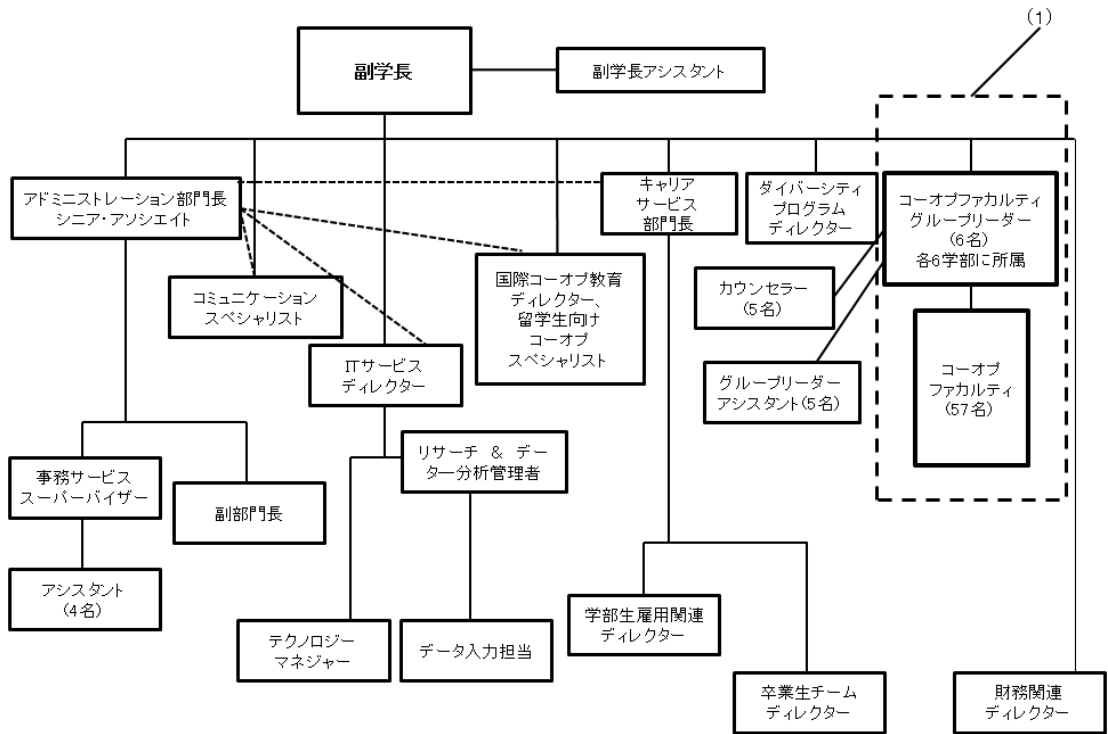 (1)
副学長
副学長アシスタント
アドミニストレーション部門長
シニア・アソシエイト
キャリア
サービス
部門長
ダイバーシティ
プログラム
ディレクター
コーオプファカルティ
グループリーダー
(6名)
各6学部に所属
コミュニケーション
スペシャリスト
国際コーオプ教育
ディレクター、
留学生向け
コーオプ
スペシャリスト
カウンセラー
(5名)
ITサービス
ディレクター
グループリーダー
アシスタント(5名)
コーオプ
ファカルティ
(57名)
事務サービス
スーパーバイザー
副部門長
リサーチ & デー
タ―分析管理者
アシスタント
(4名)
テクノロジー
マネジャー
データ入力担当
学部生雇用関連
ディレクター
卒業生チーム
ディレクター
財務関連
ディレクター